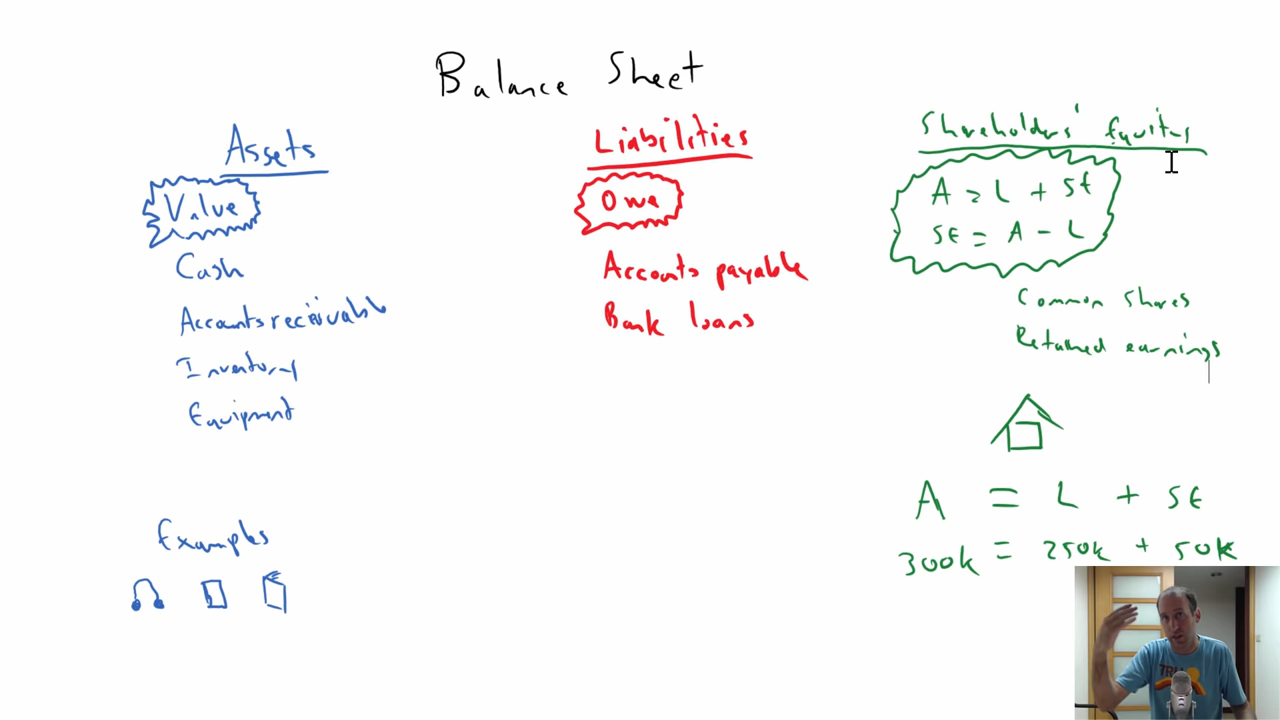 Balance Sheet
Assets
Value
Cash
Accounts receivable
Inventory
Equipment
Examples
Liabilities
Owe
Accounts payable
Bank loans
Shareholders' Equity
A = L + SE
SE = A - L
Common shares
Retained earnings
A = L + SE
300k = 250k + 50k